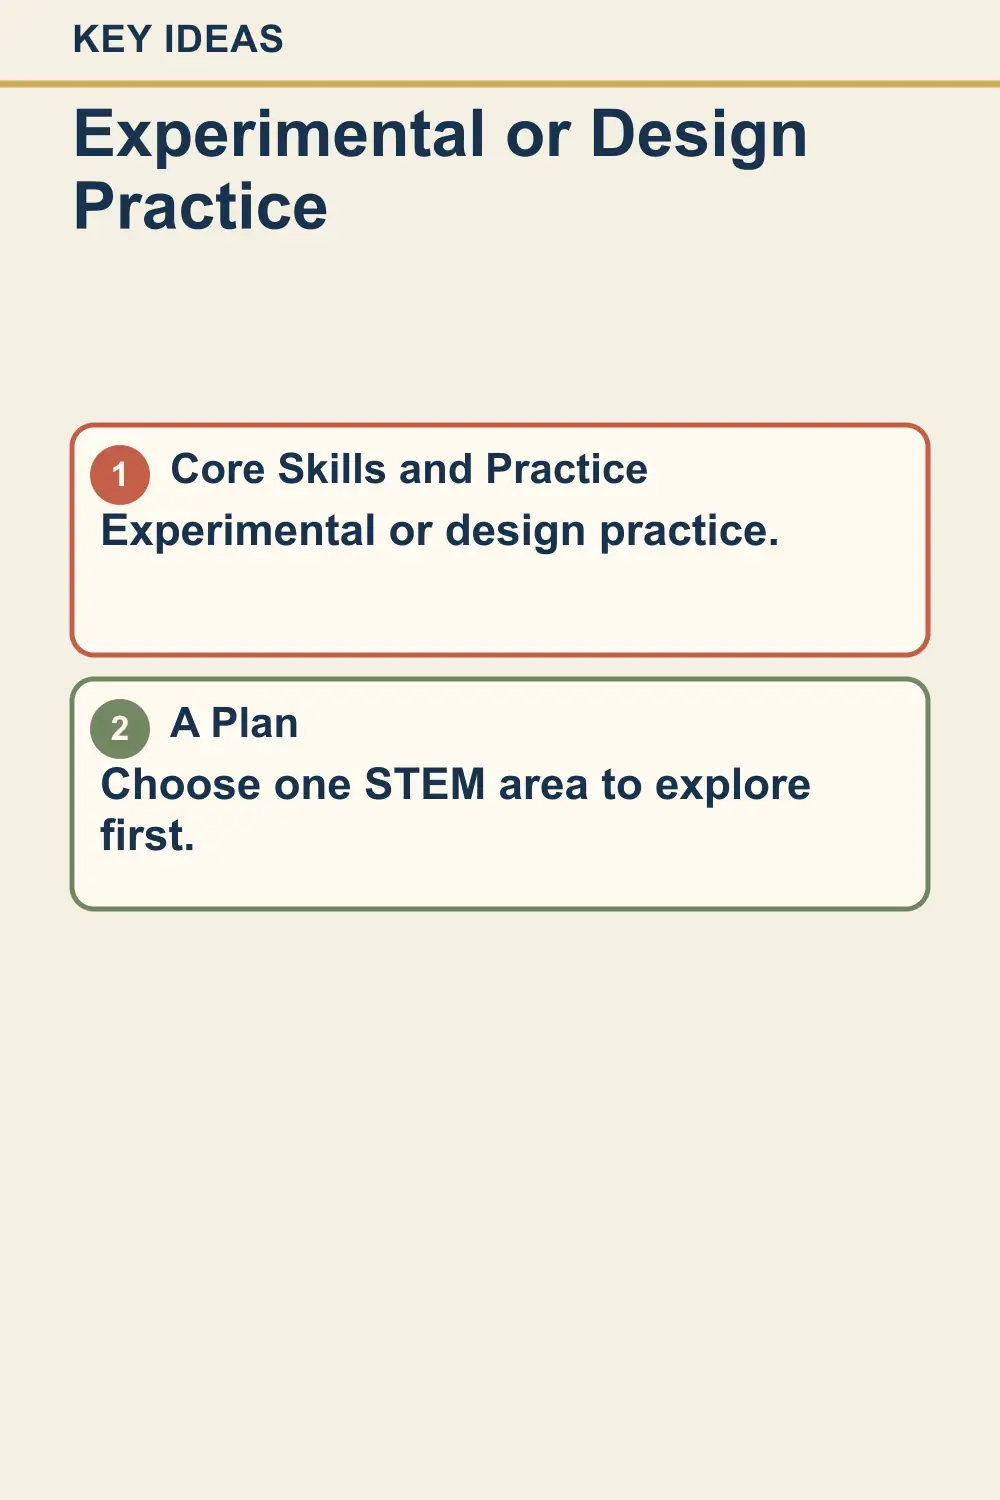 KEY IDEAS
Experimental or Design
Practice
1 Core Skills and Practice
Experimental or design practice.
2 A Plan
Choose one STEM area to explore
first.